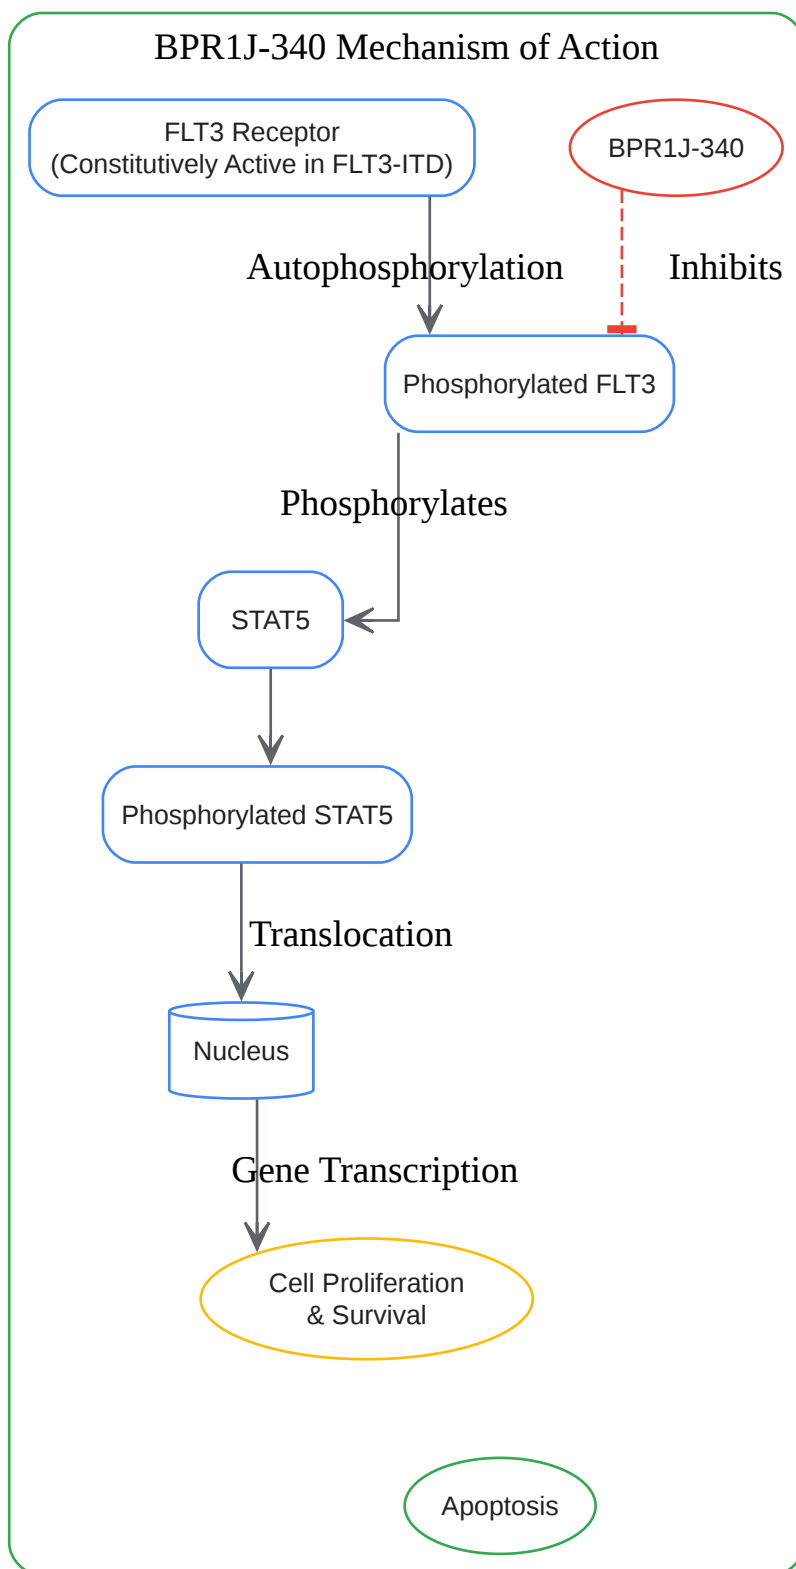 BPR1J-340 Mechanism of Action
FLT3 Receptor
(Constitutively Active in FLT3-ITD)
BPR1J-340
Autophosphorylation
Inhibits
Phosphorylated FLT3
Phosphorylates
STAT5
Phosphorylated STAT5
Translocation
Nucleus
Gene Transcription
Cell Proliferation
& Survival
Apoptosis